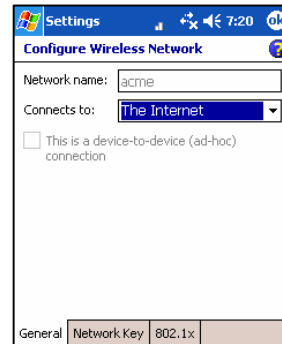 Settings 7:20 ok
Configure Wireless Network ?
Network name: acme
Connects to: The Internet
This is a device-to-device (ad-hoc)
connection
General Network Key 802.1x